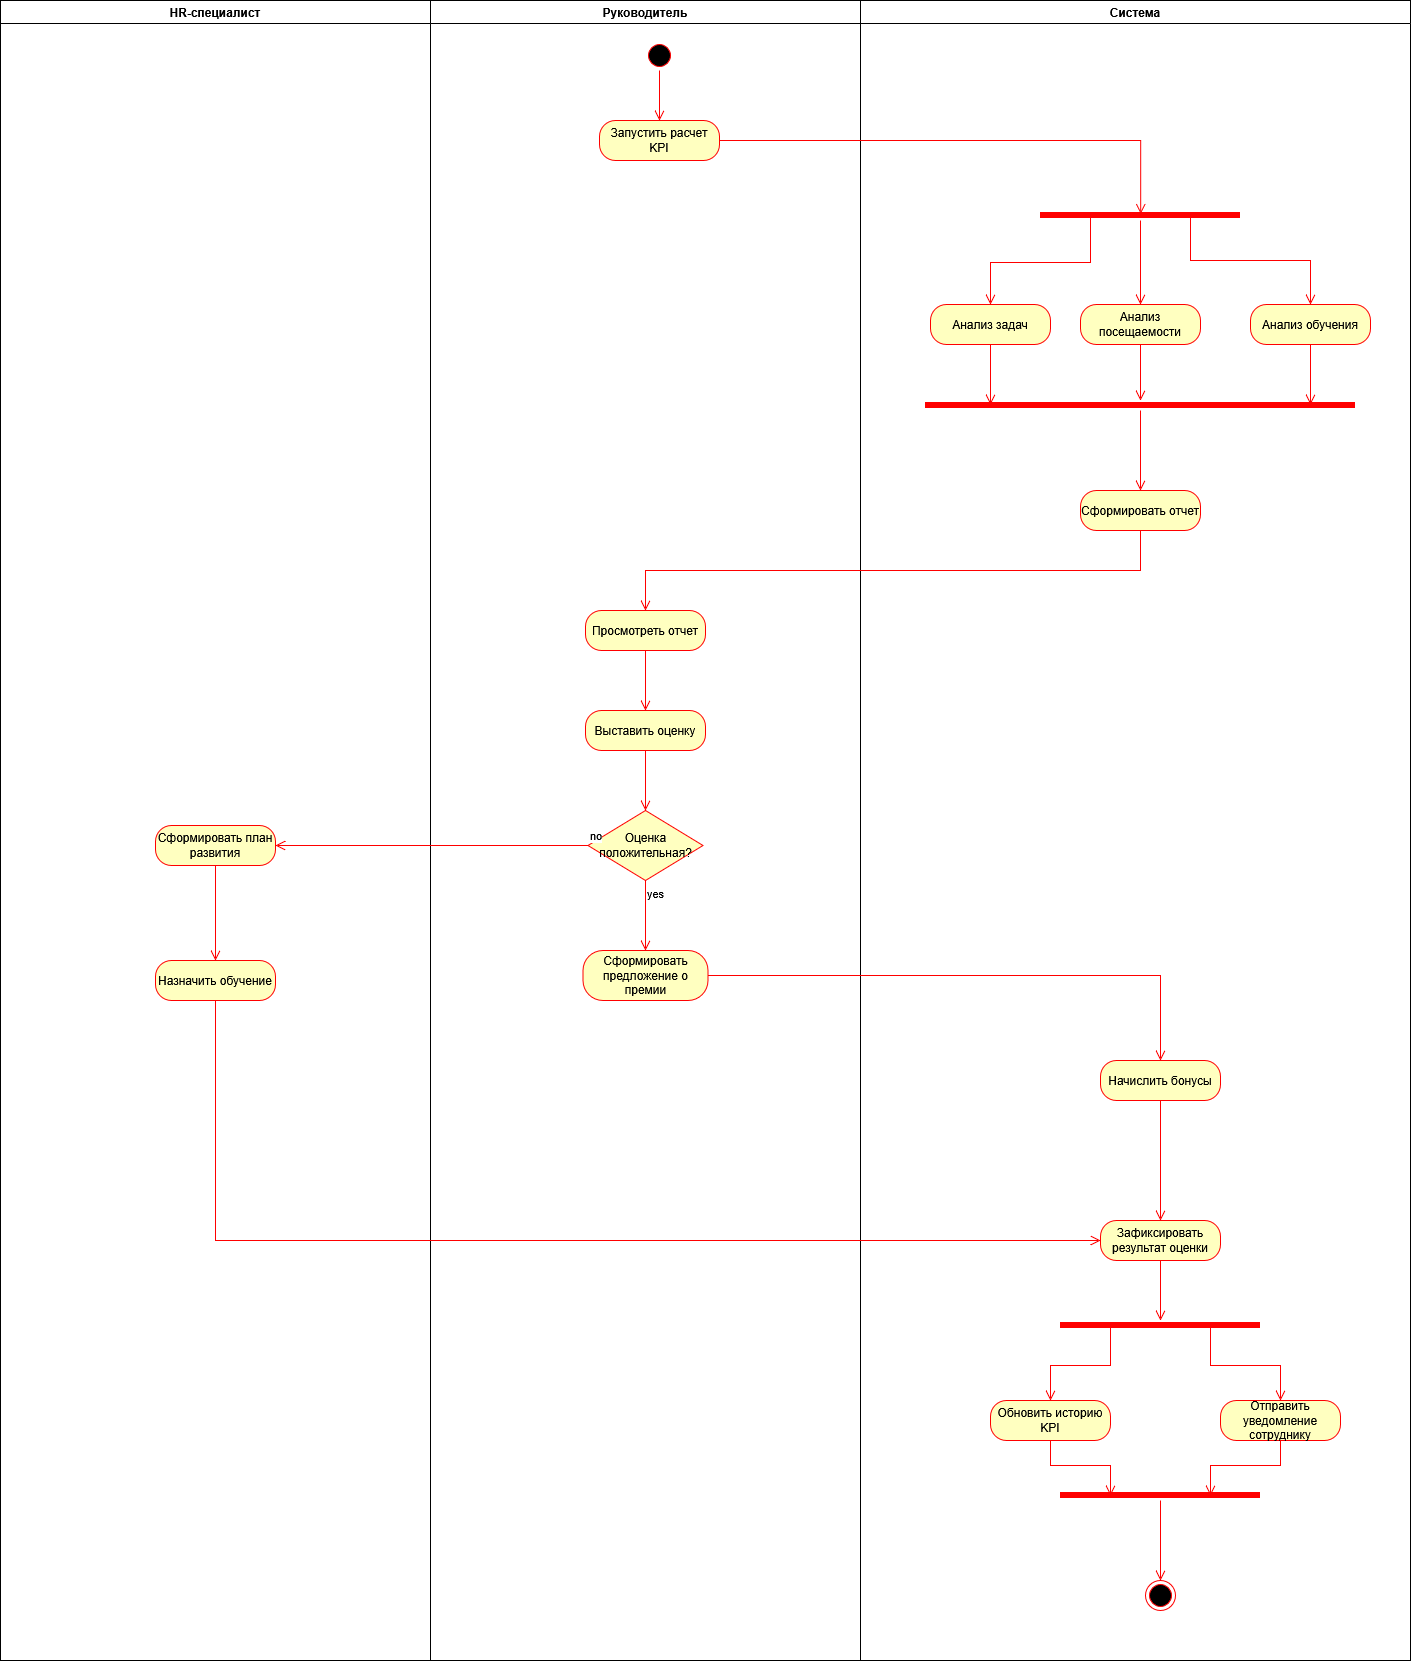 HR-специалист
Руководитель
Система
Запустить расчет
KPI
Анализ задач
Анализ
посещаемости
Анализ обучения
Сформировать отчет
Просмотреть отчет
Выставить оценку
no
Оценка
положительная?
yes
Сформировать план
развития
Назначить обучение
Сформировать
предложение о
премии
Начислить бонусы
Зафиксировать
результат оценки
Обновить историю
KPI
Отправить
уведомление
сотруднику